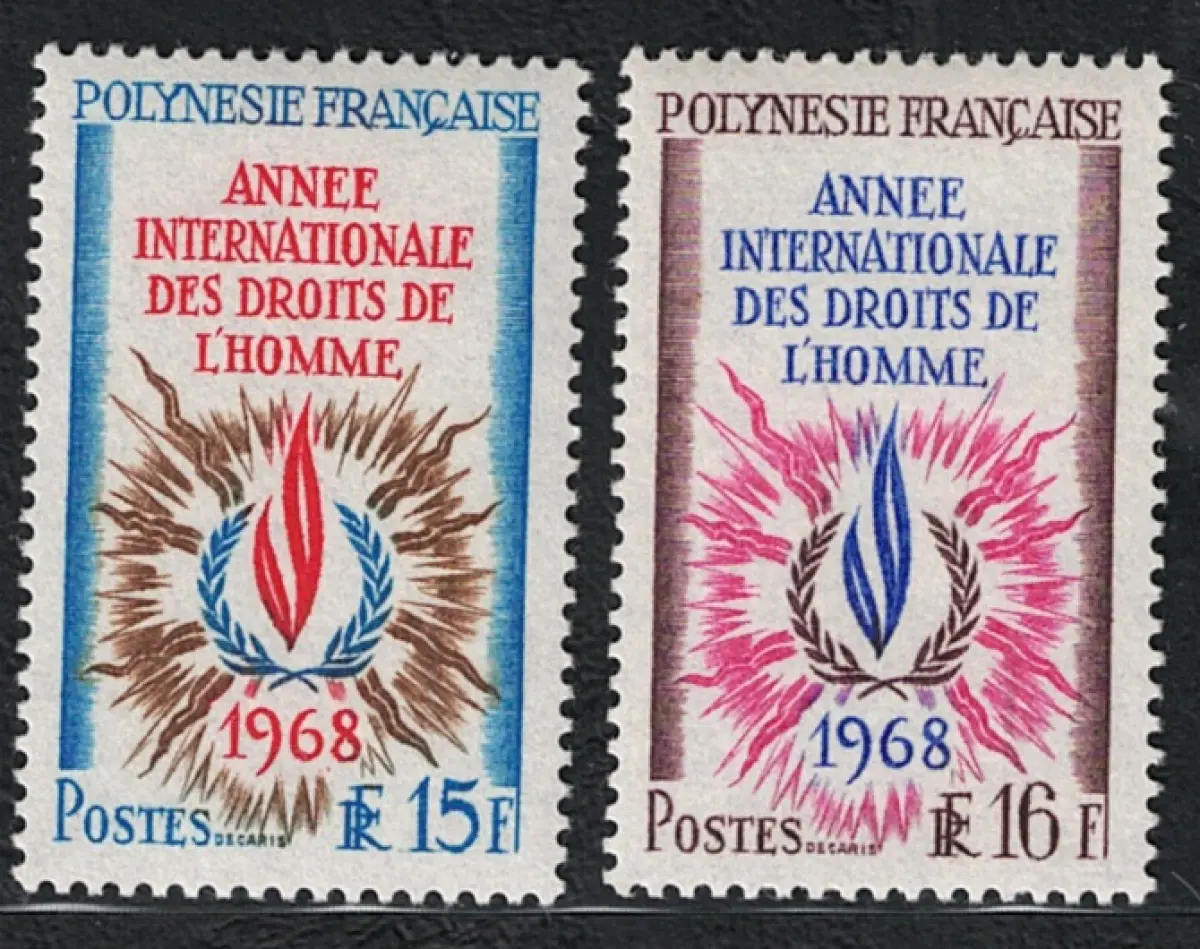 POLYNESIE FRANÇAISE
ANNEE
INTERNATIONALE
DES DROITS DE
L'HOMME
1968
POSTES DECARIS RF 15F
POLYNESIE FRANÇAISE
ANNEE
INTERNATIONALE
DES DROITS DE
L'HOMME
1968
POSTES DECARIS RF 16F